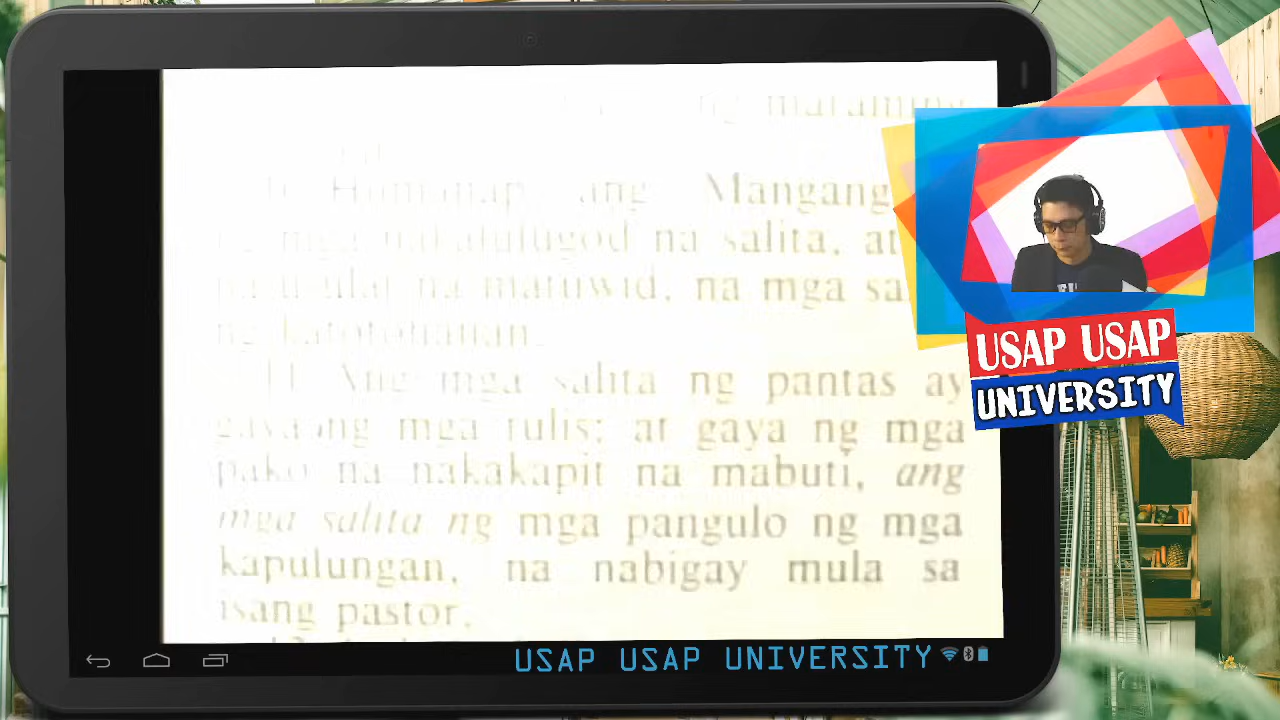 ng
10 Humanap ang
ng mga nakalulugod na salita, at
na matuwid, na mga
ng katotohanan.
11 Ang mga salita ng pantas ay
gaya ng mga tulis; at gaya ng mga
pako na nakakapit na mabuti, ang
mga salita ng mga pangulo ng mga
kapulungan, na nabigay mula sa
isang pastor.
USAP USAP
UNIVERSITY
USAP USAP UNIVERSITY